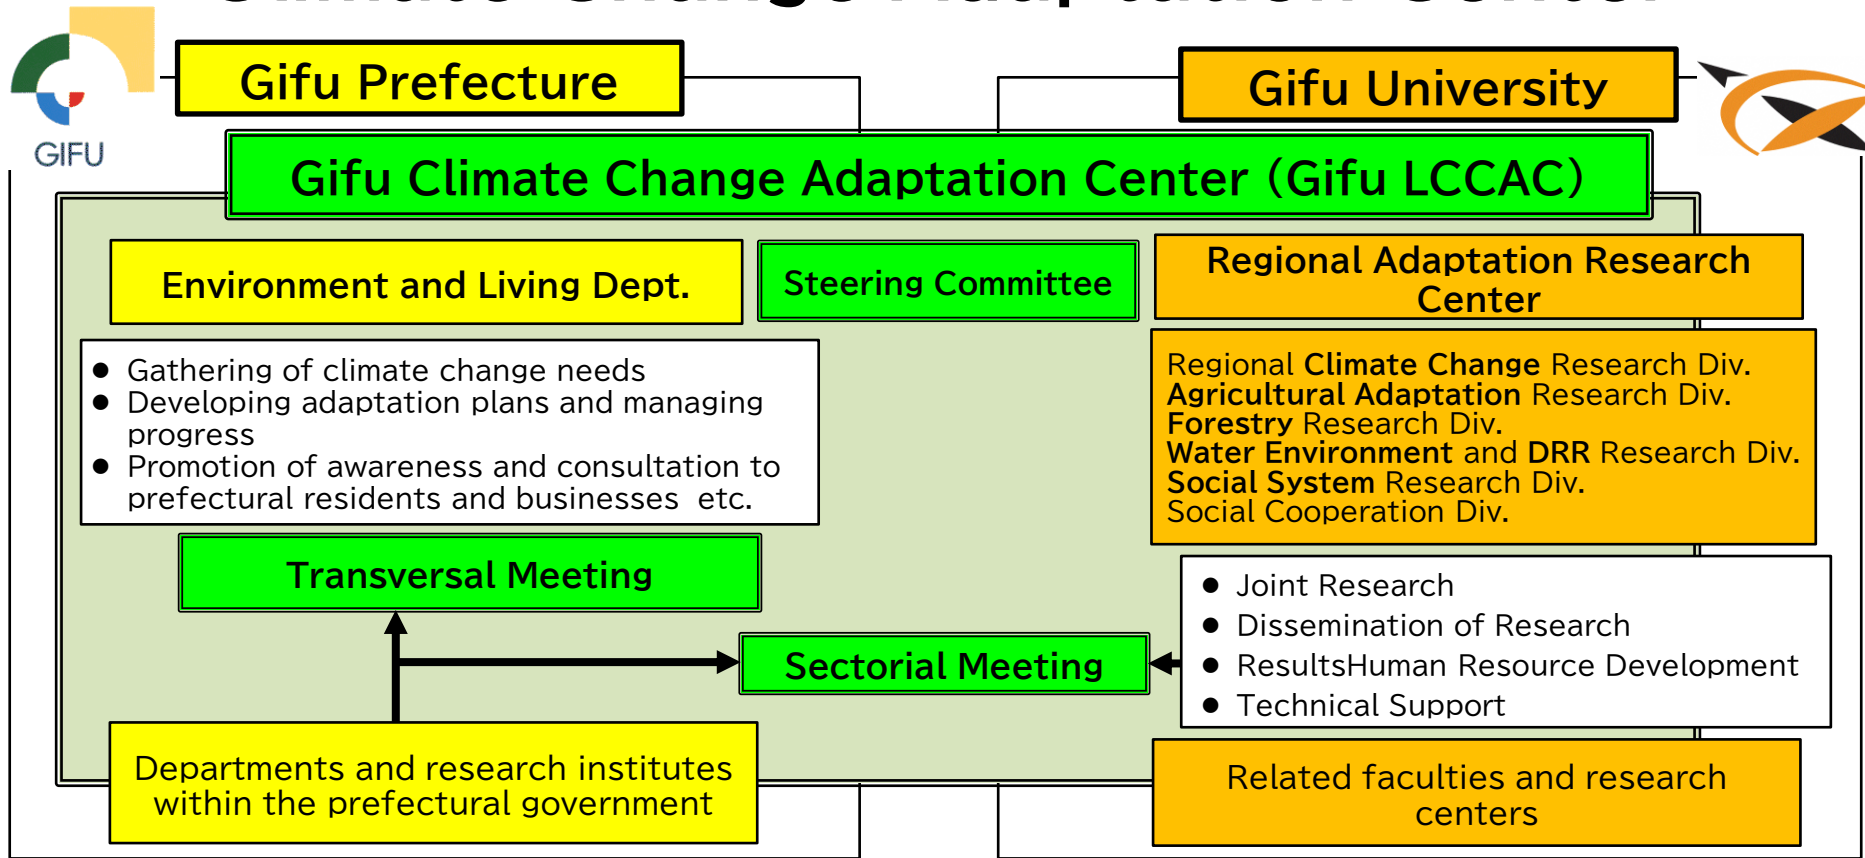 Climate Change Adaptation Center
GIFU
Gifu Prefecture
Gifu University
Gifu Climate Change Adaptation Center (Gifu LCCAC)
Environment and Living Dept.
Steering Committee
Regional Adaptation Research
Center
● Gathering of climate change needs
● Developing adaptation plans and managing
progress
● Promotion of awareness and consultation to
prefectural residents and businesses etc.
Regional Climate Change Research Div.
Agricultural Adaptation Research Div.
Forestry Research Div.
Water Environment and DRR Research Div.
Social System Research Div.
Social Cooperation Div.
Transversal Meeting
Sectorial Meeting
● Joint Research
● Dissemination of Research
● ResultsHuman Resource Development
● Technical Support
Departments and research institutes
within the prefectural government
Related faculties and research
centers